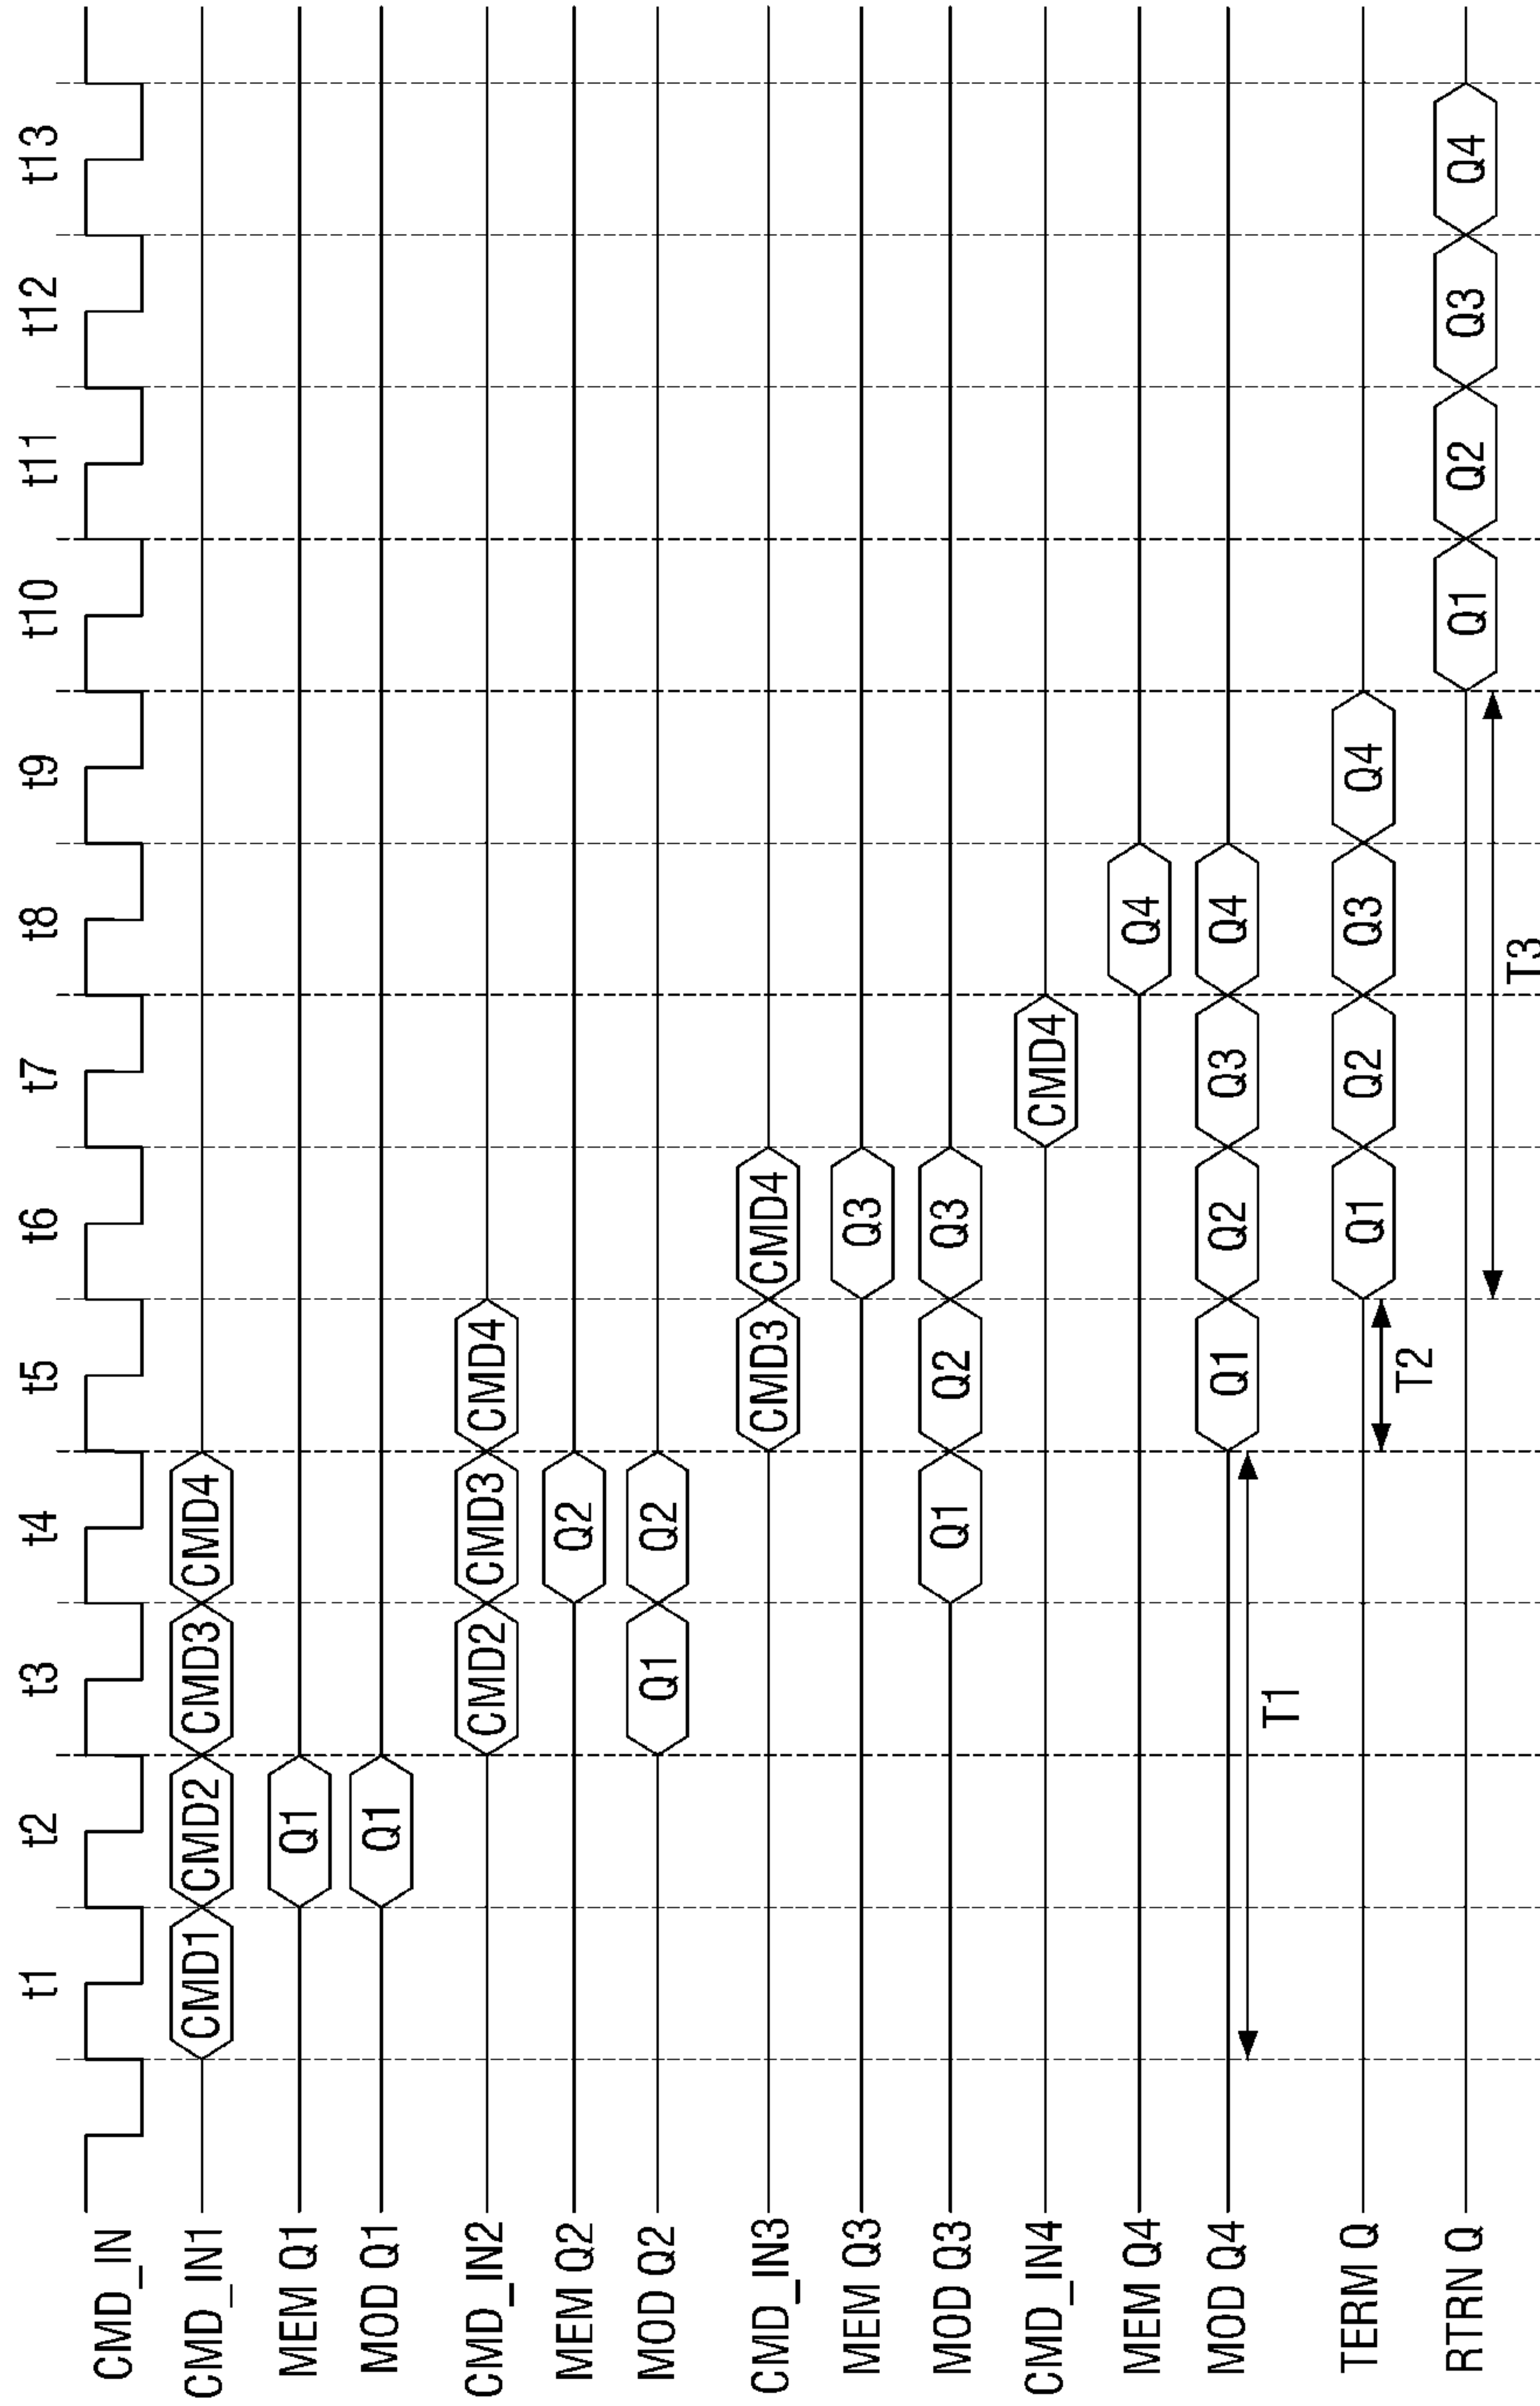 t1 t2 t3 t4 t5 t6 t7 t8 t9 t10 t11 t12 t13
CMD_IN
CMD_IN1 CMD1 CMD2 CMD3 CMD4
MEM Q1 Q1
MOD Q1 Q1
CMD_IN2 CMD2 CMD3 CMD4
MEM Q2 Q2
MOD Q2 Q1 Q2
CMD_IN3 CMD3 CMD4
MEM Q3 Q3
MOD Q3 Q1 Q2 Q3
CMD_IN4 CMD4
MEM Q4 Q4
MOD Q4 Q1 Q2 Q3 Q4
T1
TERM Q Q1 Q2 Q3 Q4
T2
RTRN Q Q1 Q2 Q3 Q4
T3